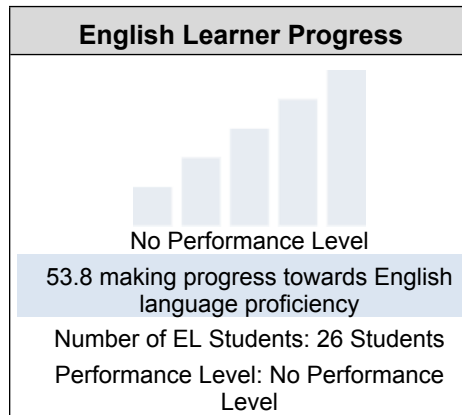 English Learner Progress
No Performance Level
53.8 making progress towards English
language proficiency
Number of EL Students: 26 Students
Performance Level: No Performance
Level